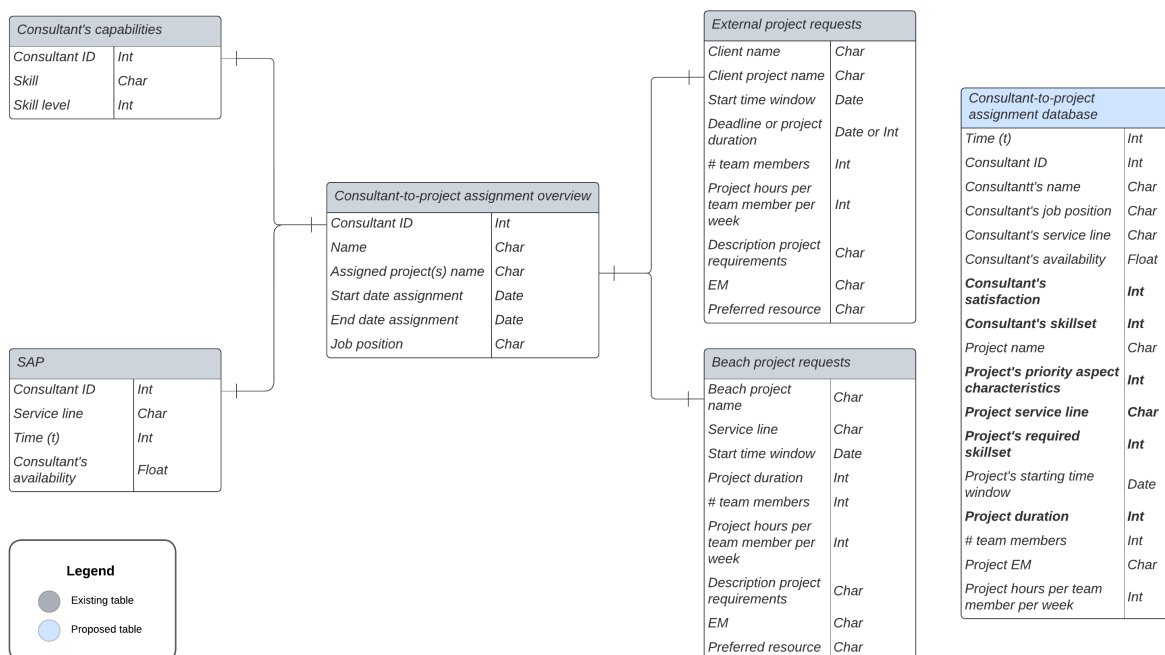 Consultant's capabilities
Consultant ID Int
Skill Char
Skill level Int
SAP
Consultant ID Int
Service line Char
Time (t) Int
Consultant's
availability Float
Legend
Existing table
Proposed table
Consultant-to-project assignment overview
Consultant ID Int
Name Char
Assigned project(s) name Char
Start date assignment Date
End date assignment Date
Job position Char
External project requests
Client name Char
Client project name Char
Start time window Date
Deadline or project
duration Date or Int
# team members Int
Project hours per
team member per Int
week
Description project
requirements Char
EM Char
Preferred resource Char
Beach project requests
Beach project
name Char
Service line Char
Start time window Date
Project duration Int
# team members Int
Project hours per
team member per Int
week
Description project
requirements Char
EM Char
Preferred resource Char
Consultant-to-project
assignment database
Time (t) Int
Consultant ID Int
Consultantt's name Char
Consultant's job position Char
Consultant's service line Char
Consultant's availability Float
Consultant's
satisfaction Int
Consultant's skillset Int
Project name Char
Project's priority aspect
characteristics Int
Project service line Char
Project's required
skillset Int
Project's starting time
window Date
Project duration Int
# team members Int
Project EM Char
Project hours per team
member per week Int